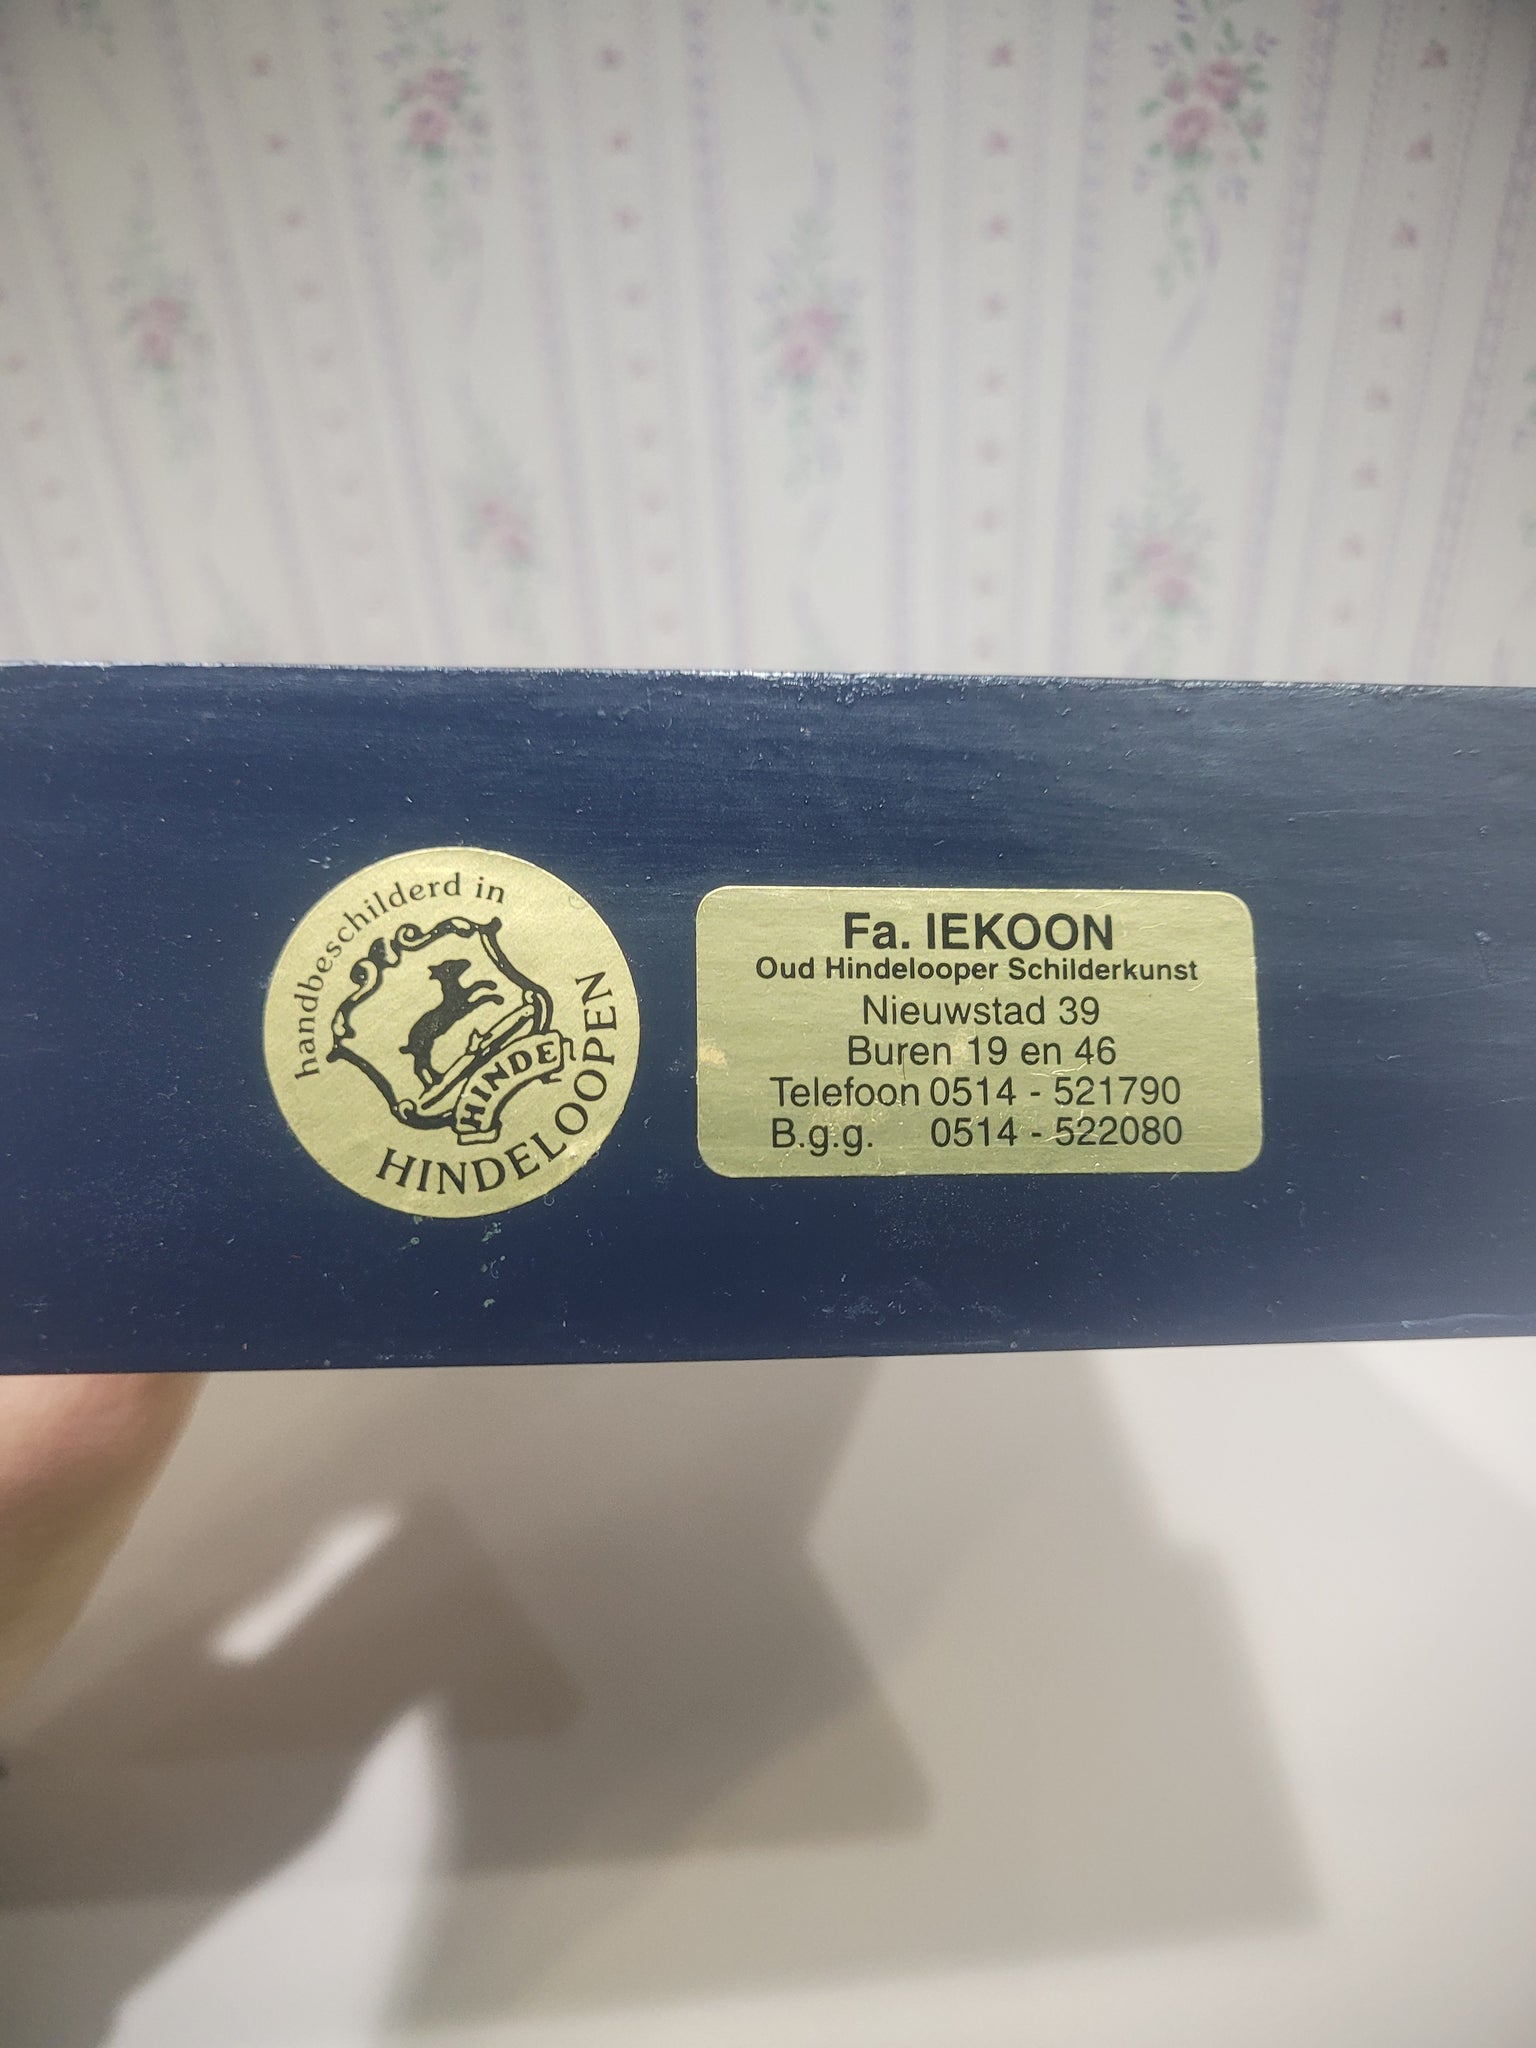 handbeschilderd in
HINDE
HINDELOOPEN
Fa. IEKOON
Oud Hindelooper Schilderkunst
Nieuwstad 39
Buren 19 en 46
Telefoon 0514 - 521790
B.g.g. 0514 - 522080